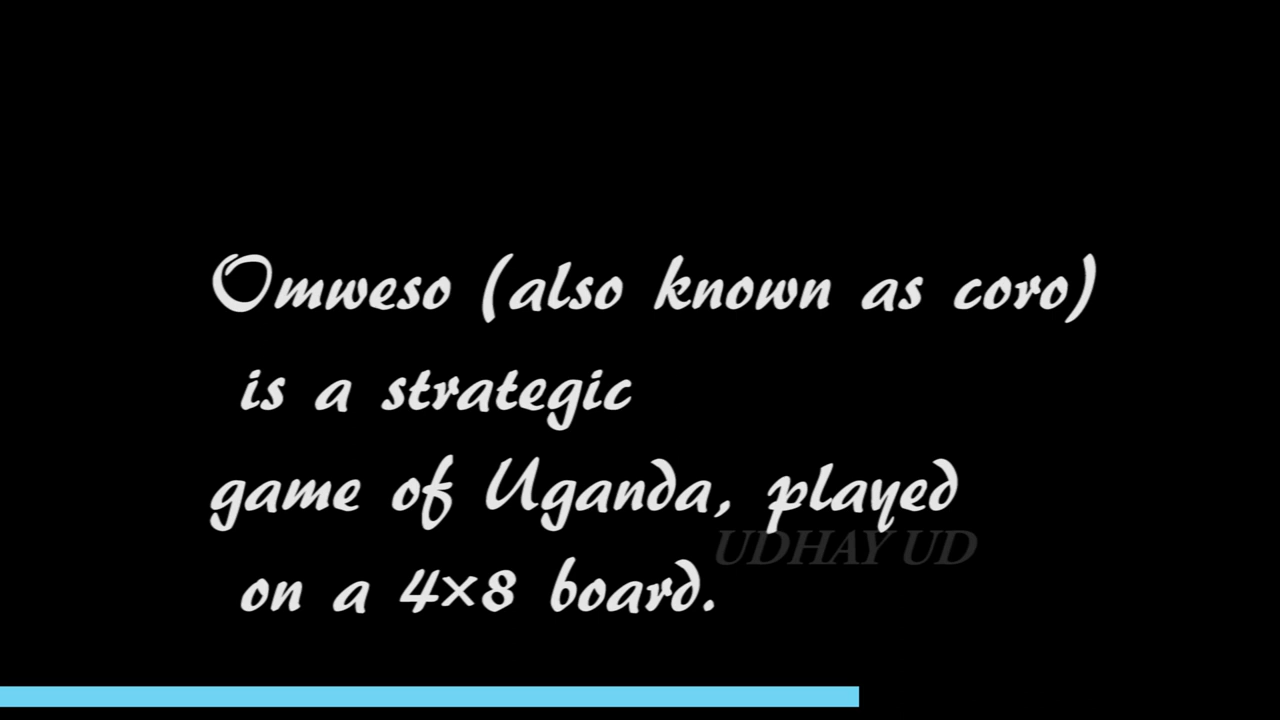 Omweso (also known as coro)
is a strategic
game of Uganda, played
UDHAY UD
on a 4×8 board.